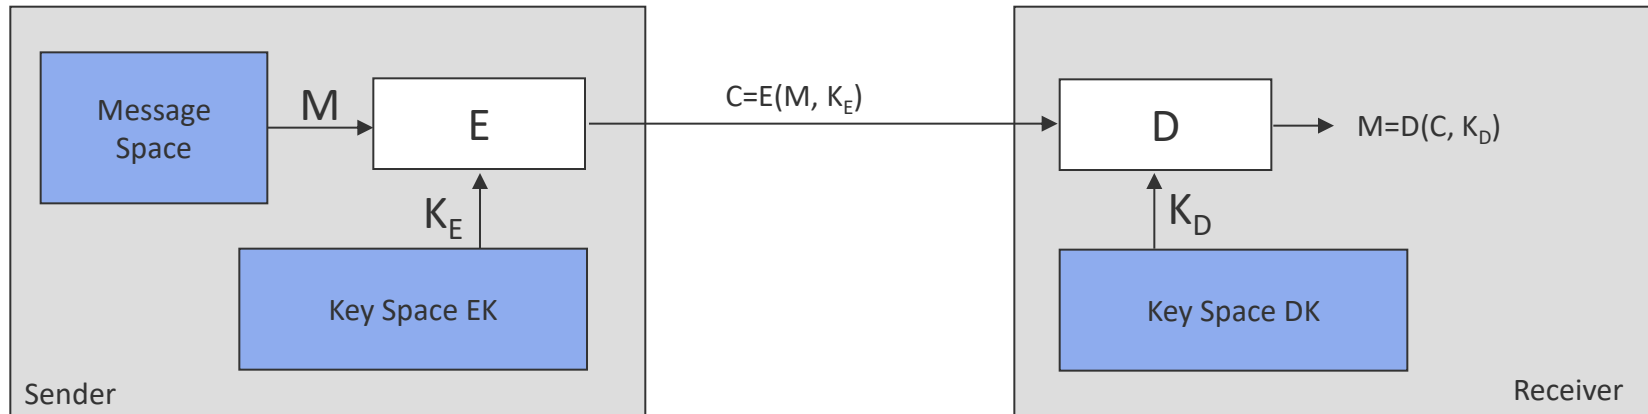 Message
Space
M
E
C=E(M, K_E)
D
M=D(C, K_D)
K_E
K_D
Key Space EK
Key Space DK
Sender
Receiver